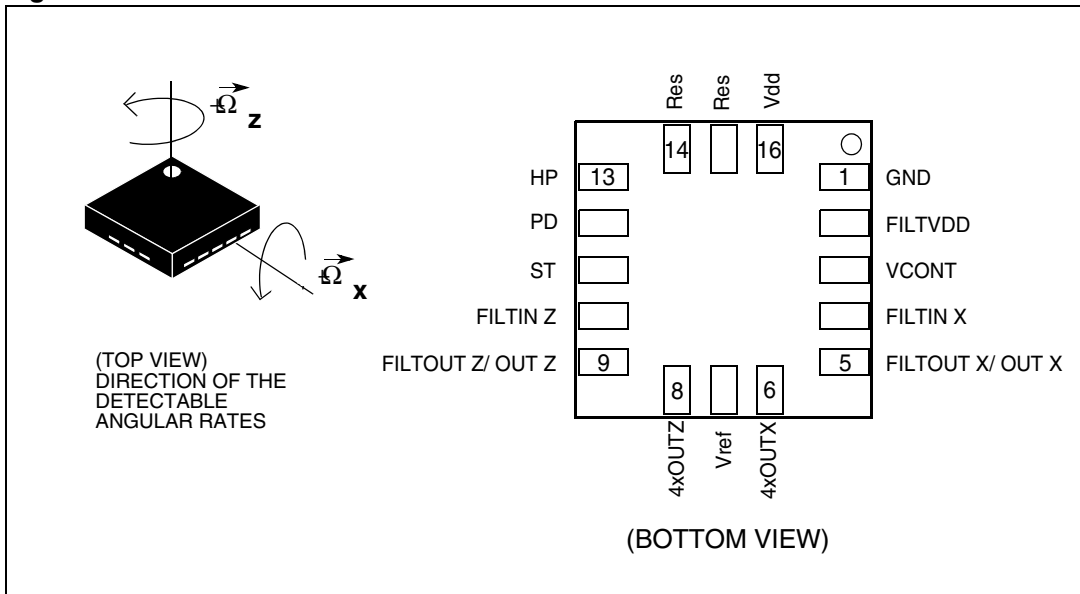 +Ω Z
+Ω X
(TOP VIEW)
DIRECTION OF THE
DETECTABLE
ANGULAR RATES
Res
Res
Vdd
14
16
HP
13
1
GND
PD
FILTVDD
ST
VCONT
FILTIN Z
FILTIN X
FILTOUT Z/ OUT Z
9
5
FILTOUT X/ OUT X
8
6
4xOUTZ
Vref
4xOUTX
(BOTTOM VIEW)